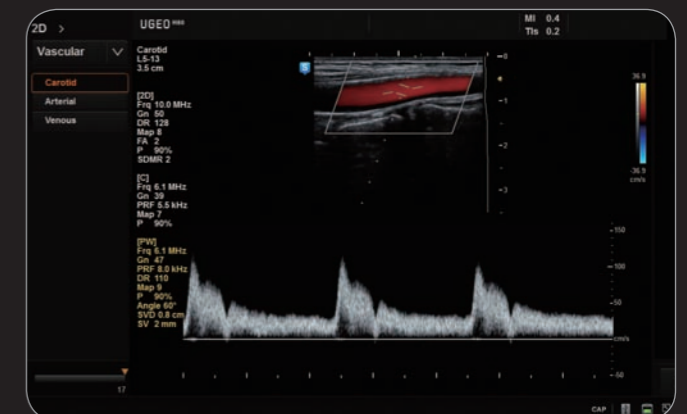 2D >
UGEO
MI 0.4
TIs 0.2
Vascular
Carotid
Arterial
Venous
Carotid
L5-13
3.5 cm
[2D]
Frq 10.0 MHz
Gn 50
DR 128
Map 8
FA 2
P 90%
SDMR 2
[C]
Frq 6.1 MHz
Gn 39
PRF 5.5 kHz
Map 7
P 90%
[PW]
Frq 6.1 MHz
Gn 47
PRF 8.0 kHz
DR 110
Map 9
P 90%
Angle 60°
SVD 0.8 cm
SV 2 mm
S
-0
-1
-2
-3
36.9
-36.9
cm/s
-150
-100
-50
cm/s
-50
17
CAP